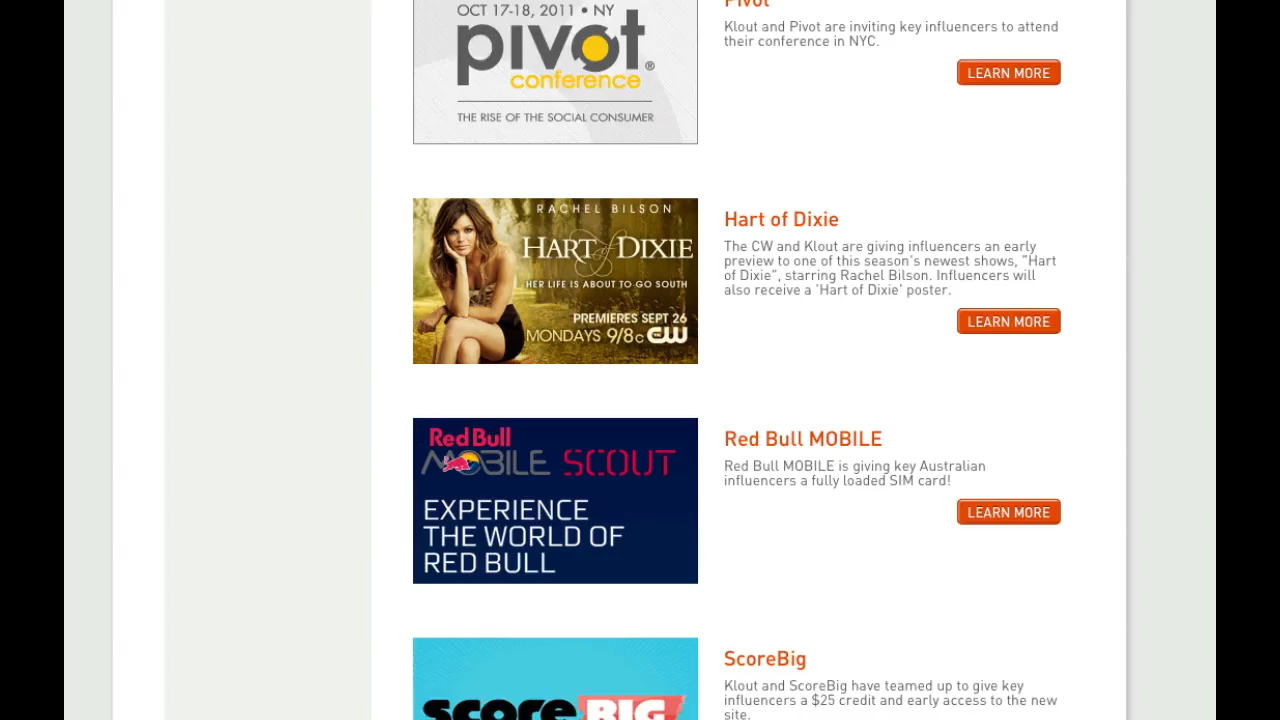 OCT 17-18, 2011 • NY
pivot®
conference
THE RISE OF THE SOCIAL CONSUMER
Pivot
Klout and Pivot are inviting key influencers to attend
their conference in NYC.
LEARN MORE
RACHEL BILSON
HART of DIXIE
HER LIFE IS ABOUT TO GO SOUTH
PREMIERES SEPT 26
MONDAYS 9/8c CW
Hart of Dixie
The CW and Klout are giving influencers an early
preview to one of this season's newest shows, "Hart
of Dixie", starring Rachel Bilson. Influencers will
also receive a 'Hart of Dixie' poster.
LEARN MORE
Red Bull
MOBILE SCOUT
EXPERIENCE
THE WORLD OF
RED BULL
Red Bull MOBILE
Red Bull MOBILE is giving key Australian
influencers a fully loaded SIM card!
LEARN MORE
score BIG
ScoreBig
Klout and ScoreBig have teamed up to give key
influencers a $25 credit and early access to the new
site.